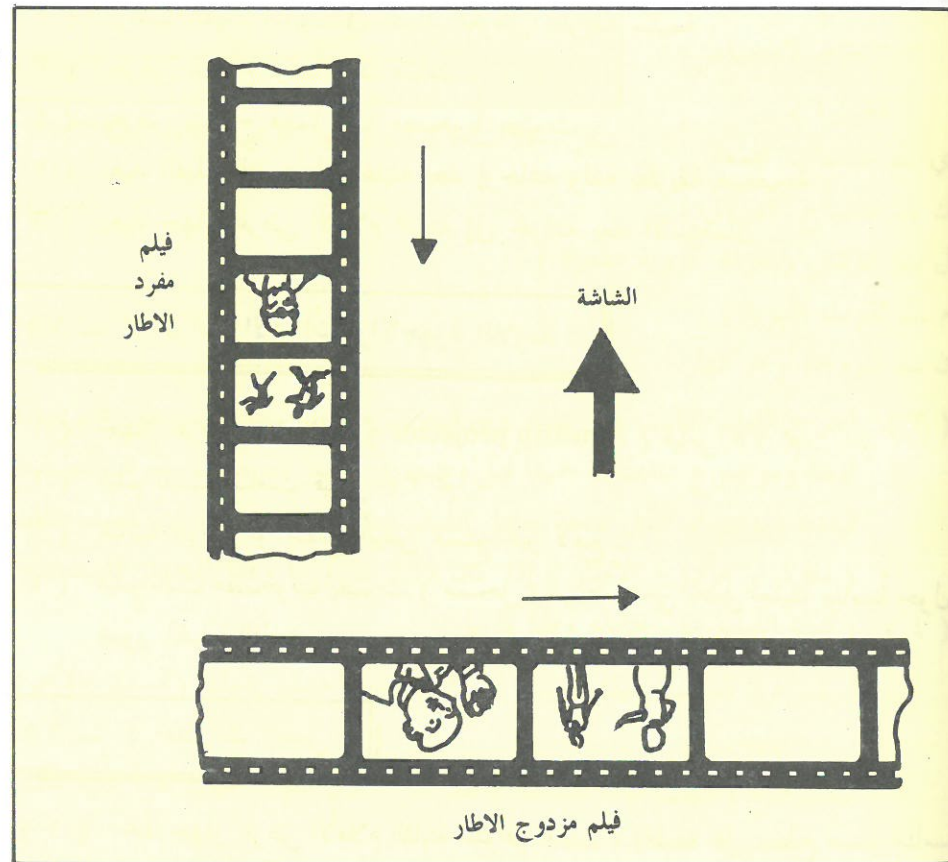 فيلم
مفرد
الاطار
الشاشة
فيلم مزدوج الاطار